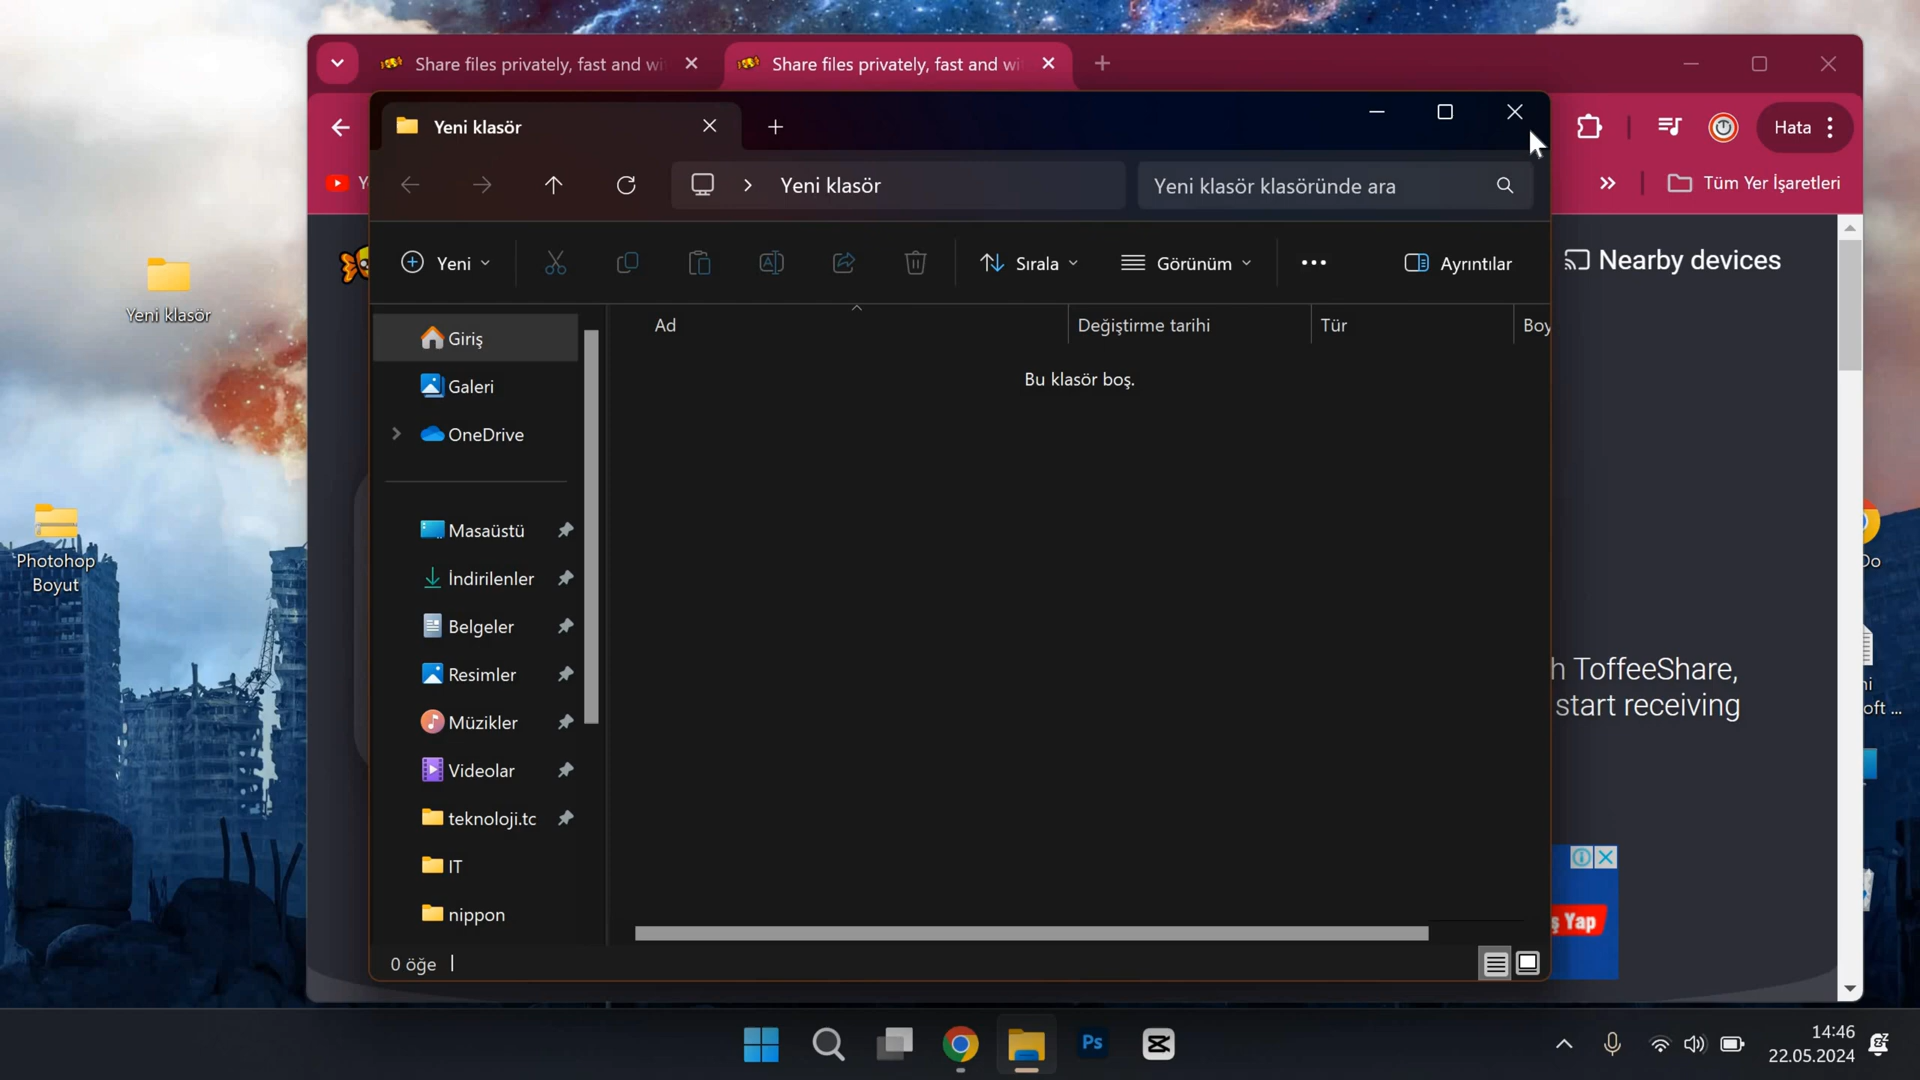 Share files privately, fast and wi
Share files privately, fast and wi
Yeni klasör
Hata
Yeni klasör
Yeni klasör klasöründe ara
Tüm Yer İşaretleri
Yeni
Sırala
Görünüm
Ayrıntılar
Nearby devices
Yeni klasör
Ad
Değiştirme tarihi
Tür
Boy
Giriş
Bu klasör boş.
Galeri
OneDrive
Masaüstü
İndirilenler
Photohop
Boyut
Belgeler
Resimler
h ToffeeShare,
start receiving
oft ...
Müzikler
Videolar
teknoloji.tc
IT
nippon
ş Yap
0 öğe
Ps
14:46
22.05.2024